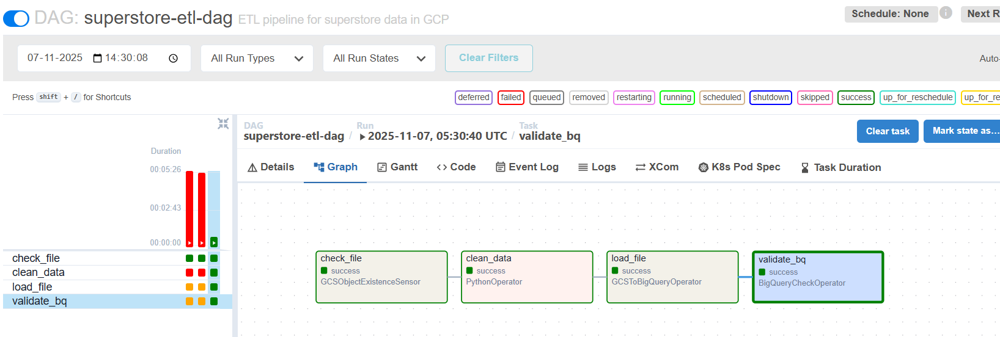 DAG: superstore-etl-dag ETL pipeline for superstore data in GCP
Schedule: None
Next R
07-11-2025 14:30:08
All Run Types
All Run States
Clear Filters
Auto-
Press shift + / for Shortcuts
deferred failed queued removed restarting running scheduled shutdown skipped success up_for_reschedule up_for_re
DAG
superstore-etl-dag
/
Run
2025-11-07, 05:30:40 UTC
/
Task
validate_bq
Clear task
Mark state as...
Details
Graph
Gantt
Code
Event Log
Logs
XCom
K8s Pod Spec
Task Duration
Duration
00:05:26
00:02:43
00:00:00
check_file
clean_data
load_file
validate_bq
check_file
success
GCSObjectExistenceSensor
clean_data
success
PythonOperator
load_file
success
GCSToBigQueryOperator
validate_bq
success
BigQueryCheckOperator